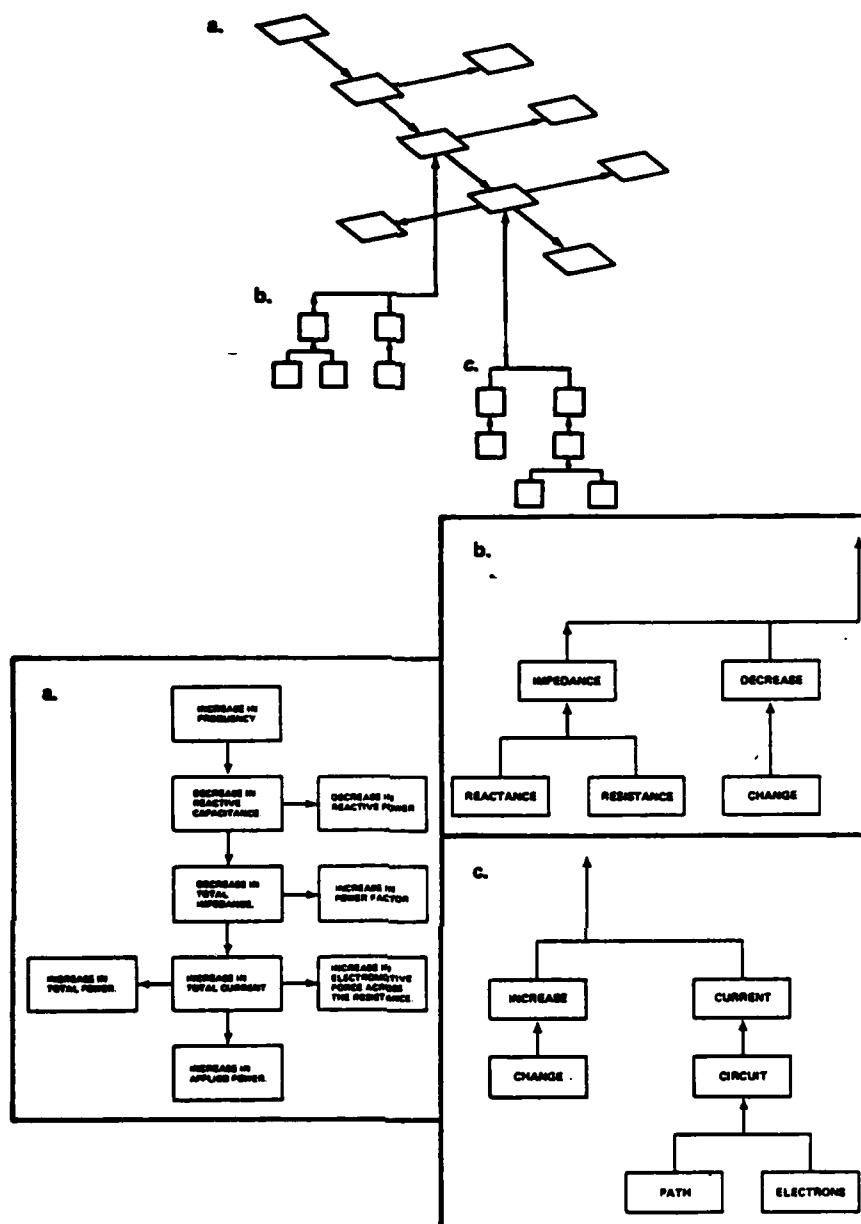 a.
b.
c.
b.
IMPEDANCE
DECREASE
REACTANCE
RESISTANCE
CHANGE
a.
INCREASE IN
FREQUENCY
DECREASE IN
REACTIVE
CAPACITANCE
DECREASE IN
REACTIVE POWER
DECREASE IN
TOTAL
IMPEDANCE.
INCREASE IN
POWER FACTOR
INCREASE IN
TOTAL POWER.
INCREASE IN
TOTAL CURRENT
INCREASE IN
ELECTROMOTIVE
FORCE ACROSS
THE RESISTANCE.
INCREASE IN
APPLIED POWER.
c.
INCREASE
CURRENT
CHANGE
CIRCUIT
PATH
ELECTRONS